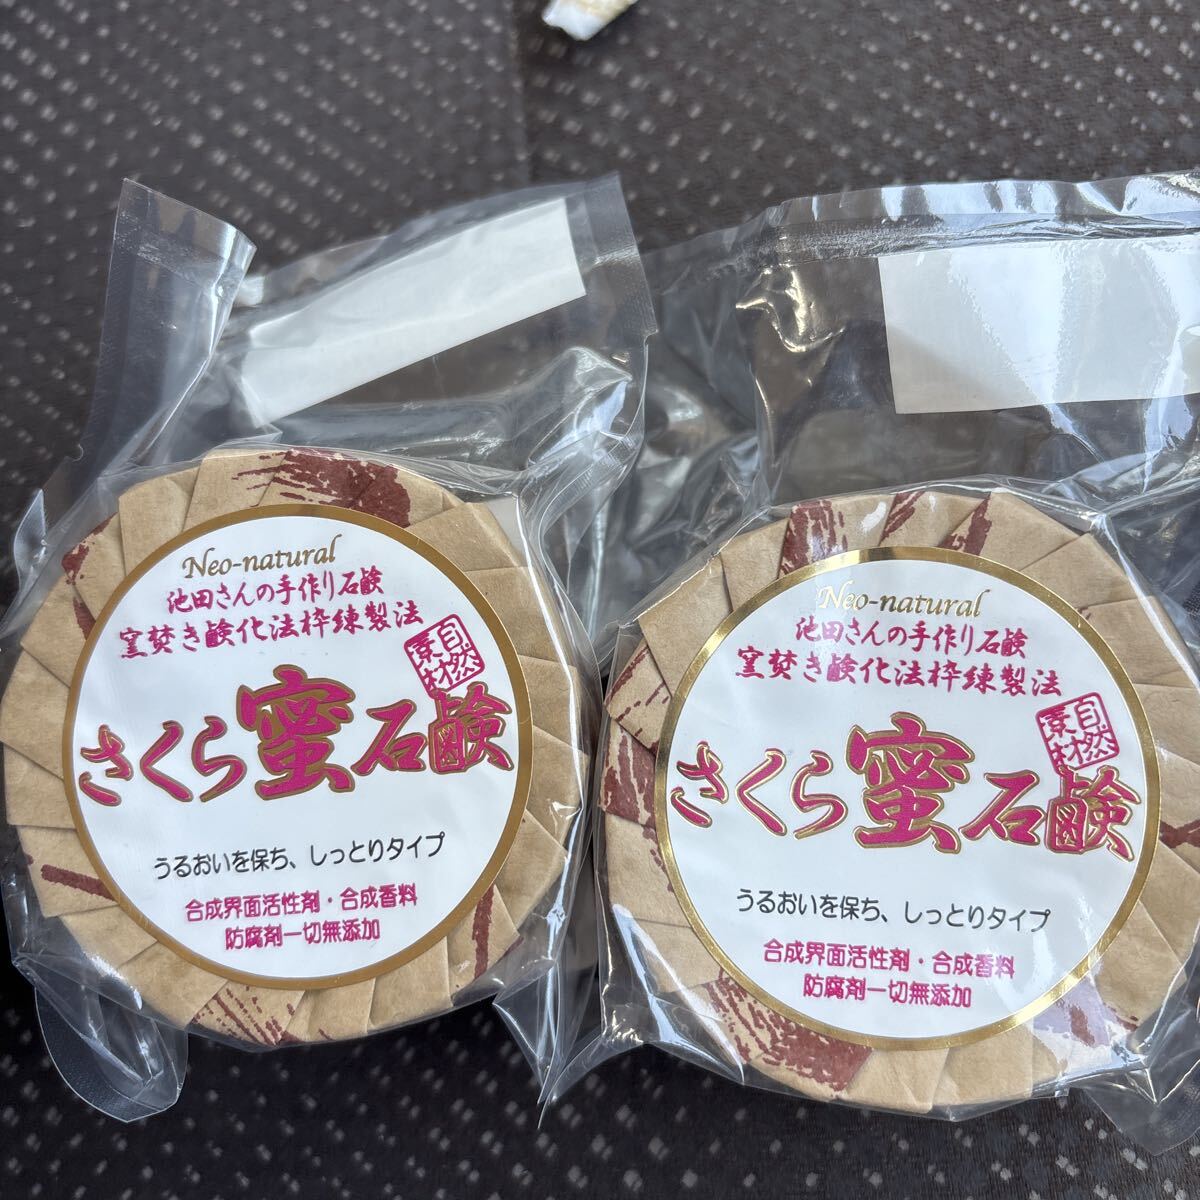 Neo-natural
池田さんの手作り石鹸
窯焚き鹸化法枠練製法
自然
素材
さくら蜜石鹸
うるおいを保ち、しっとりタイプ
合成界面活性剤・合成香料
防腐剤一切無添加
Neo-natural
池田さんの手作り石鹸
窯焚き鹸化法枠練製法
自然
素材
さくら蜜石鹸
うるおいを保ち、しっとりタイプ
合成界面活性剤・合成香料
防腐剤一切無添加